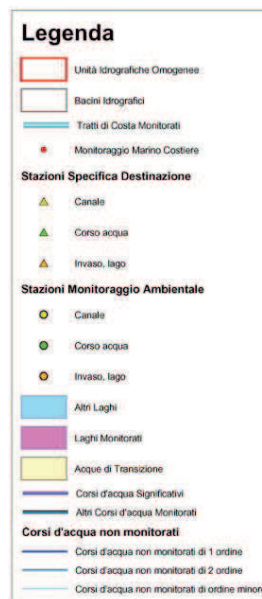 Legenda
Unità Idrografiche Omogenee
Bacini Idrografici
Tratti di Costa Monitorati
Monitoraggio Marino Costiere
Stazioni Specifica Destinazione
Canale
Corso acqua
Invaso, lago
Stazioni Monitoraggio Ambientale
Canale
Corso acqua
Invaso, lago
Altri Laghi
Laghi Monitorati
Acque di Transizione
Corsi d'acqua Significativi
Altri Corsi d'acqua Monitorati
Corsi d'acqua non monitorati
Corsi d'acqua non monitorati di 1 ordine
Corsi d'acqua non monitorati di 2 ordine
Corsi d'acqua non monitorati di ordine minore